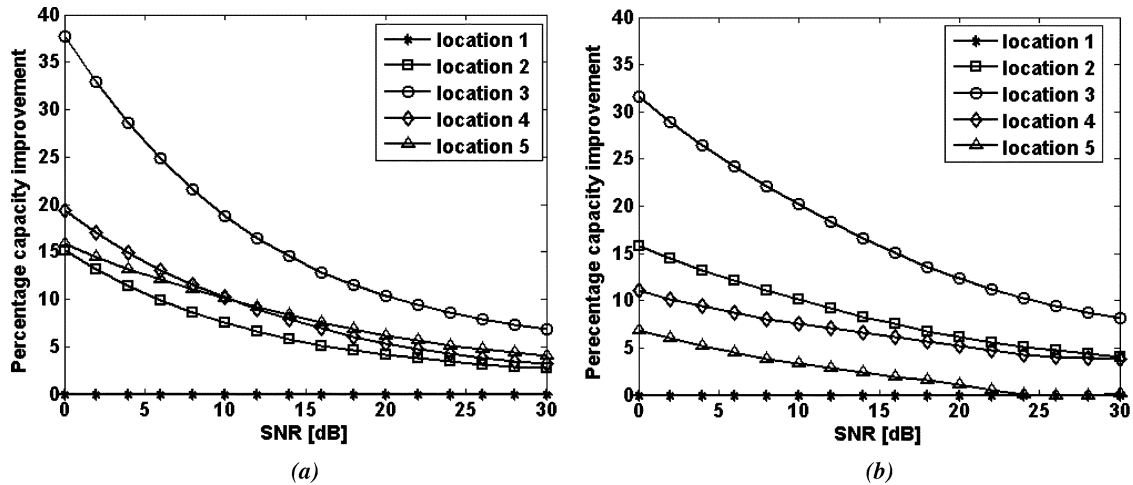 Percentage capacity improvement
40
35
30
25
20
15
10
5
0
0 5 10 15 20 25 30
SNR [dB]
location 1
location 2
location 3
location 4
location 5
(a)
Perecentage capacity improvement
40
35
30
25
20
15
10
5
0
0 5 10 15 20 25 30
SNR [dB]
location 1
location 2
location 3
location 4
location 5
(b)